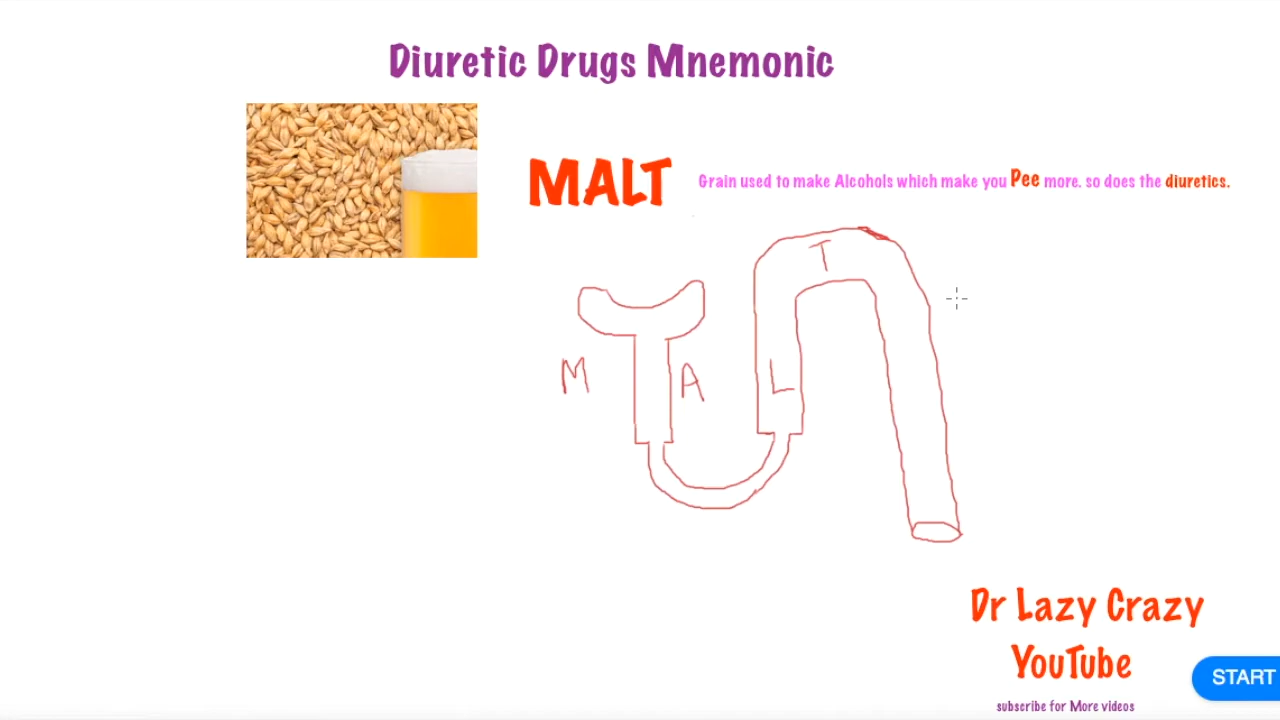 Diuretic Drugs Mnemonic
MALT
Grain used to make Alcohols which make you Pee more. so does the diuretics.
T
M
A
L
Dr Lazy Crazy
YouTube
subscribe for More videos
START